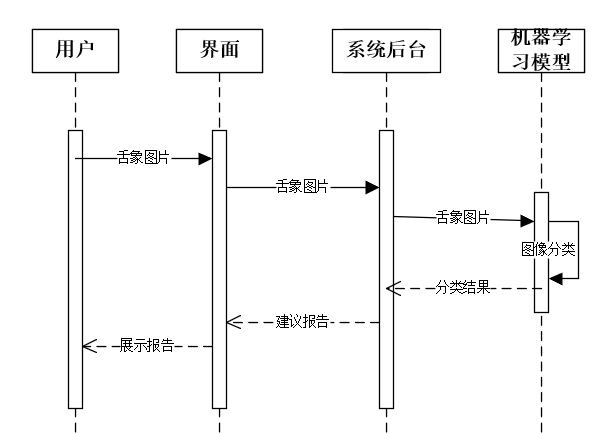 用户
界面
系统后台
机器学
习模型
舌象图片
舌象图片
舌象图片
图像分类
分类结果
建议报告
展示报告